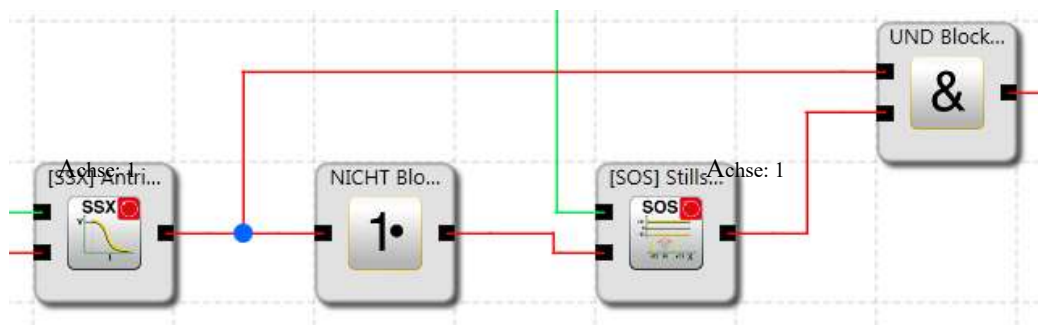 UND Block...
&
Achse: 1
[SSX] Antri...
SSX
NICHT Blo...
1•
[SOS] Stills...
Achse: 1
SOS